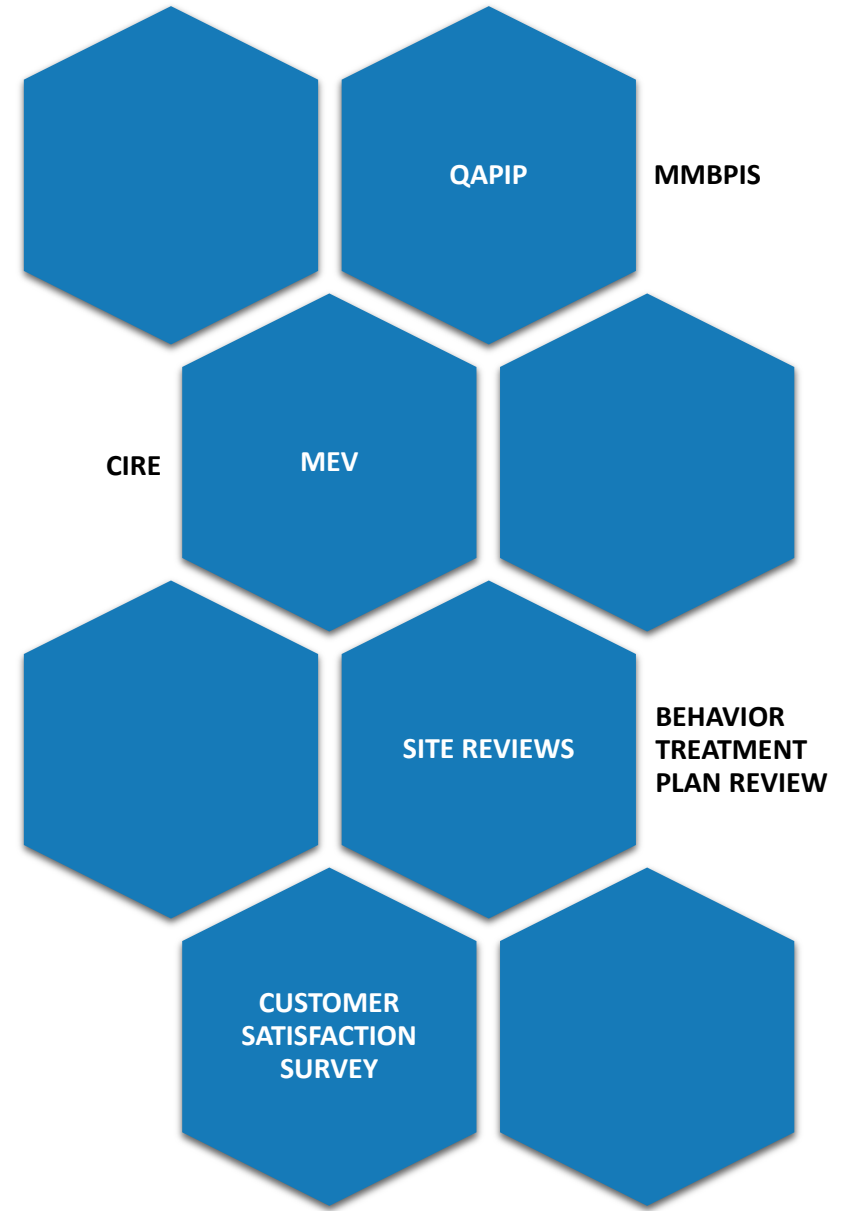 QAPIP
MMBPIS
CIRE
MEV
SITE REVIEWS
BEHAVIOR
TREATMENT
PLAN REVIEW
CUSTOMER
SATISFACTION
SURVEY